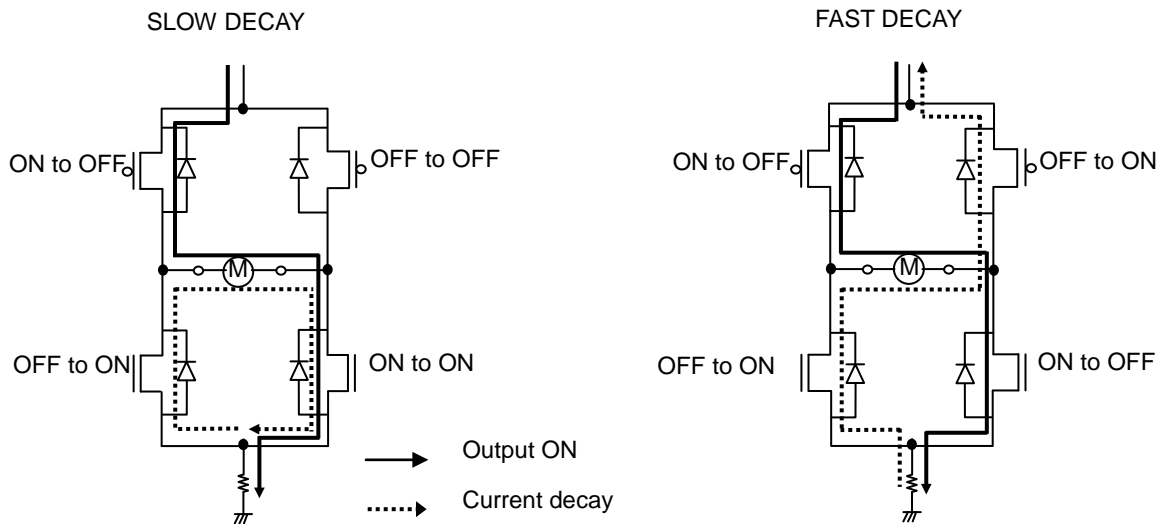 SLOW DECAY
FAST DECAY
ON to OFF
OFF to OFF
ON to OFF
OFF to ON
M
M
OFF to ON
ON to ON
OFF to ON
ON to OFF
Output ON
Current decay